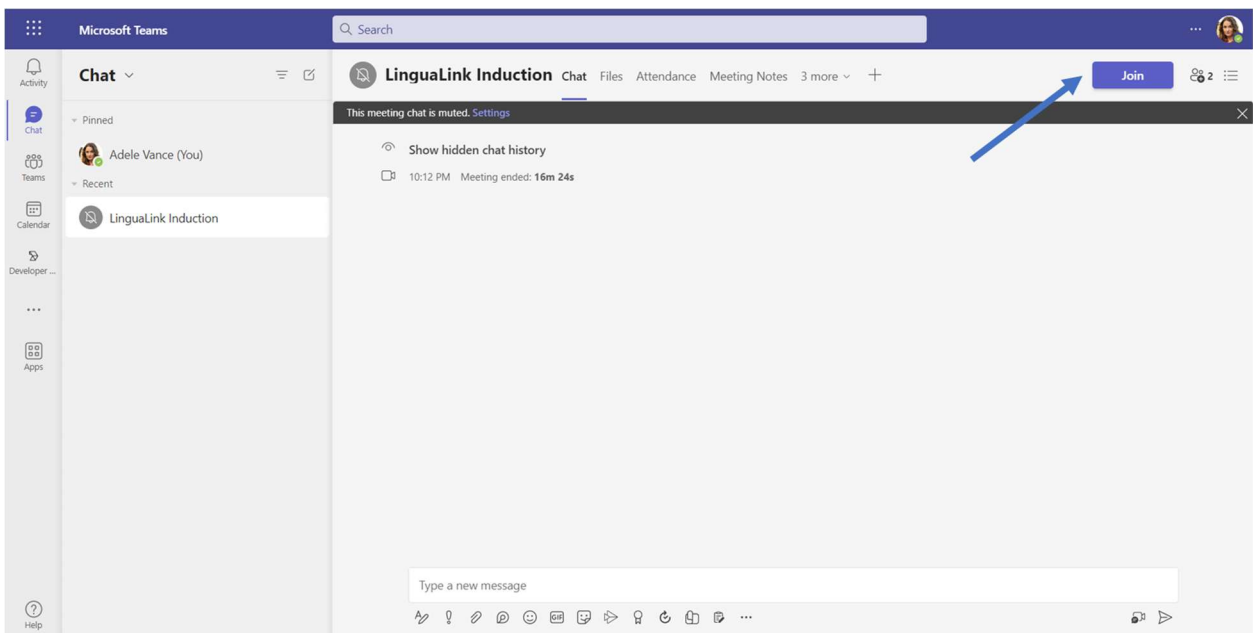 Microsoft Teams
Search
Activity
Chat
Teams
Calendar
Developer ...
Apps
Help
Chat
Pinned
Adele Vance (You)
Recent
LinguaLink Induction
LinguaLink Induction Chat Files Attendance Meeting Notes 3 more
Join
2
This meeting chat is muted. Settings
Show hidden chat history
10:12 PM Meeting ended: 16m 24s
Type a new message
GIF